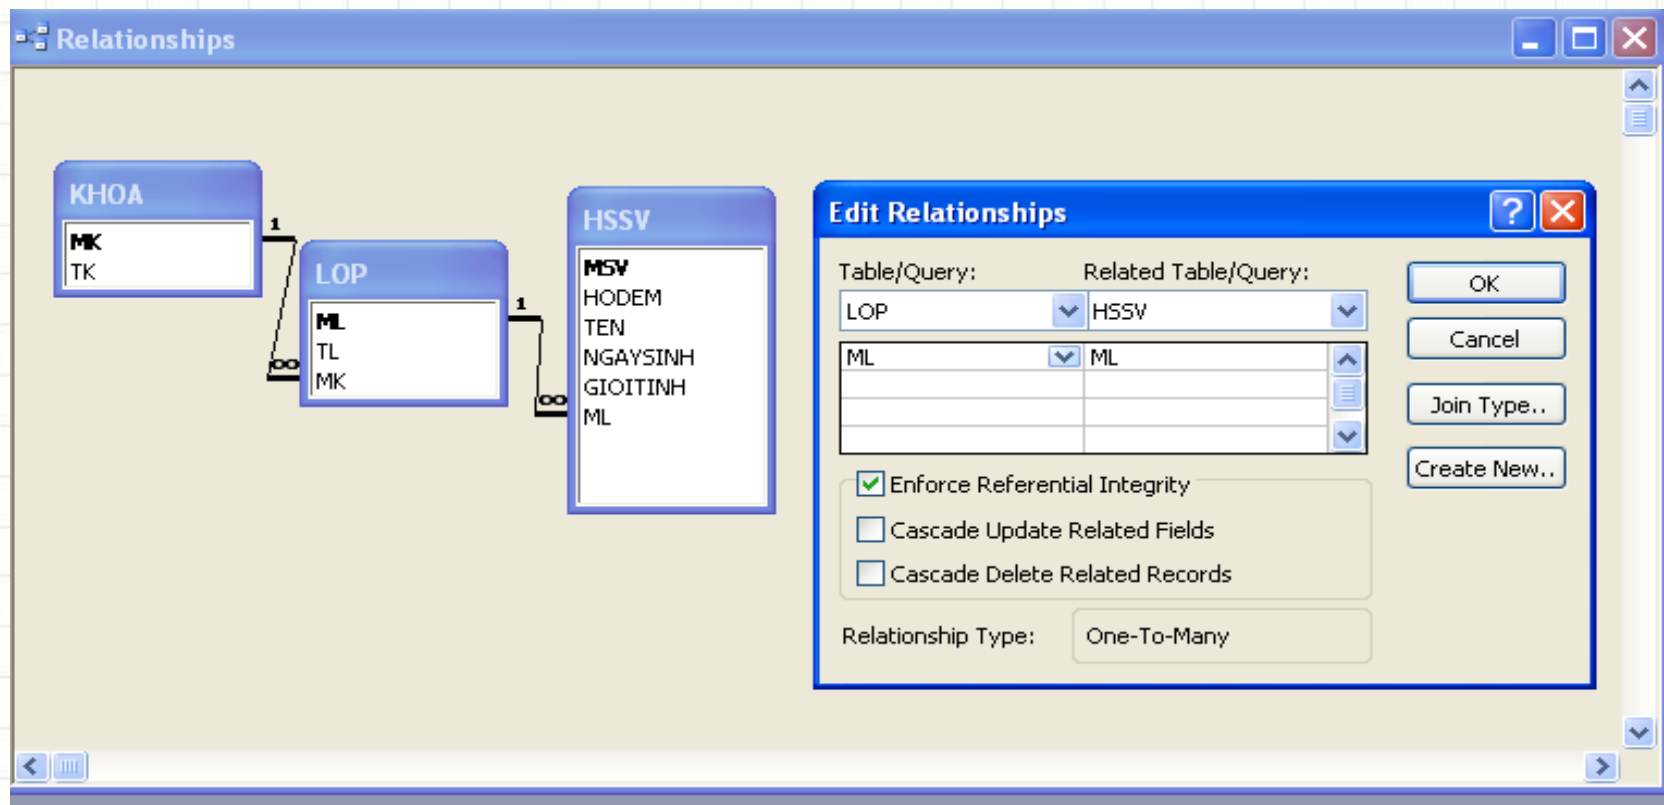 Relationships
KHOA
MK
TK
1
∞
LOP
ML
TL
MK
1
∞
HSSV
MSV
HODEM
TEN
NGAYSINH
GIOITINH
ML
Edit Relationships
Table/Query: Related Table/Query:
LOP HSSV
ML ML
Enforce Referential Integrity
Cascade Update Related Fields
Cascade Delete Related Records
Relationship Type: One-To-Many
OK
Cancel
Join Type..
Create New..